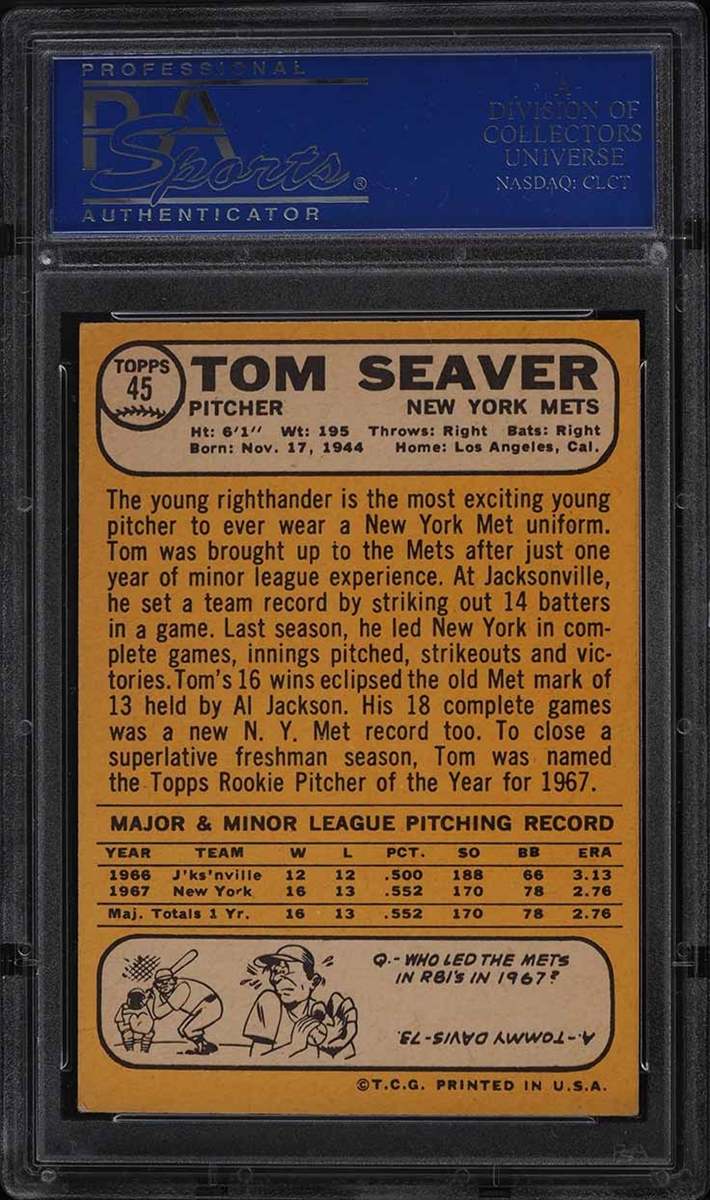 PROFESSIONAL
PSA
Sports®
AUTHENTICATOR
A
DIVISION OF
COLLECTORS
UNIVERSE
NASDAQ: CLCT
TOPPS
45
TOM SEAVER
PITCHER NEW YORK METS
Ht: 6'1" Wt: 195 Throws: Right Bats: Right
Born: Nov. 17, 1944 Home: Los Angeles, Cal.
The young righthander is the most exciting young
pitcher to ever wear a New York Met uniform.
Tom was brought up to the Mets after just one
year of minor league experience. At Jacksonville,
he set a team record by striking out 14 batters
in a game. Last season, he led New York in com-
plete games, innings pitched, strikeouts and vic-
tories. Tom's 16 wins eclipsed the old Met mark of
13 held by Al Jackson. His 18 complete games
was a new N. Y. Met record too. To close a
superlative freshman season, Tom was named
the Topps Rookie Pitcher of the Year for 1967.
MAJOR & MINOR LEAGUE PITCHING RECORD
YEAR TEAM W L PCT. SO BB ERA
1966 J'ks'nville 12 12 .500 188 66 3.13
1967 New York 16 13 .552 170 78 2.76
Maj. Totals 1 Yr. 16 13 .552 170 78 2.76
Q.- WHO LED THE METS
IN RBI'S IN 1967?
A.-TOMMY DAVIS-73.
©T.C.G. PRINTED IN U.S.A.
PSA